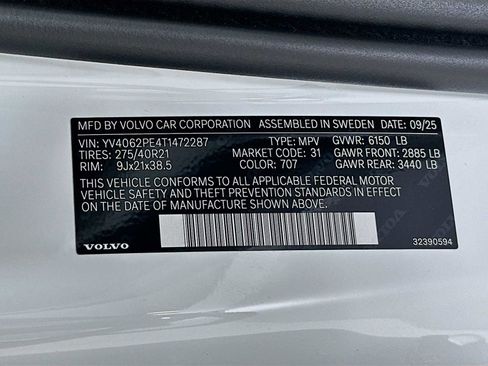 MFD BY VOLVO CAR CORPORATION ASSEMBLED IN SWEDEN DATE: 09/25
VIN: YV4062PE4T1472287 TYPE: MPV GVWR: 6150 LB
TIRES: 275/40R21 MARKET: 31 GAWR FRONT: 2885 LB
RIM: 9Jx21x38.5 COLOR: 707 GAWR REAR: 3440 LB
THIS VEHICLE CONFORMS TO ALL APPLICABLE FEDERAL MOTOR
VEHICLE SAFETY AND THEFT PREVENTION STANDARDS IN EFFECT
ON THE DATE OF MANUFACTURE SHOWN ABOVE.
VOLVO 32390594